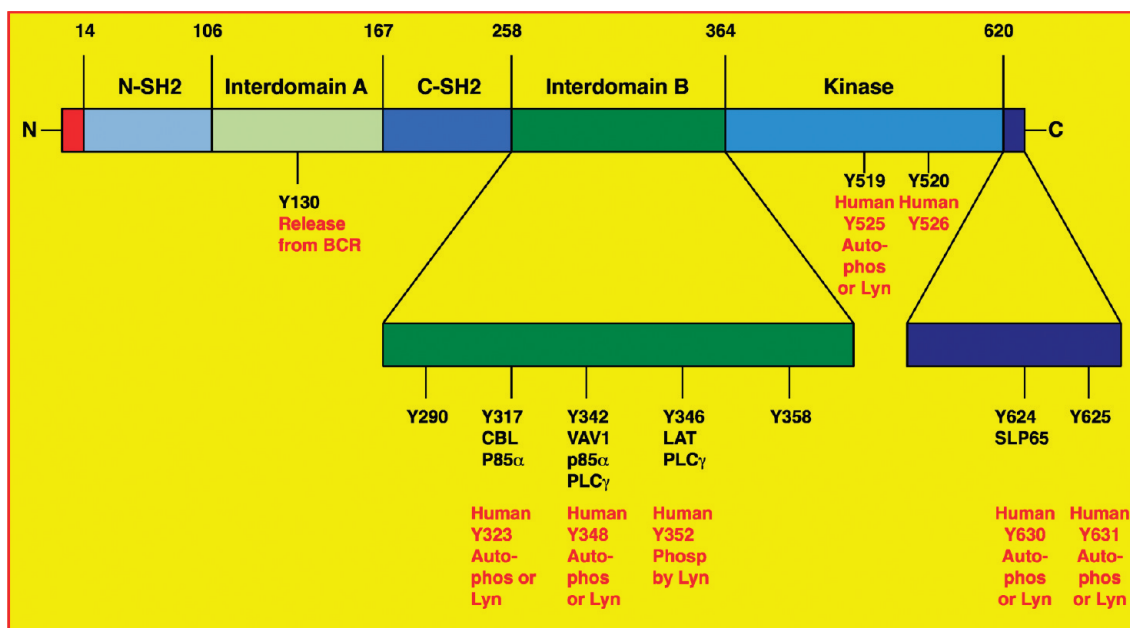 14 106 167 258 364 620
N-SH2 Interdomain A C-SH2 Interdomain B Kinase
N C
Y130
Release
from BCR
Y519
Human
Y525
Auto-
phos
or Lyn
Y520
Human
Y526
Y290
Y317
CBL
P85α
Human
Y323
Auto-
phos or
Lyn
Y342
VAV1
p85α
PLCγ
Human
Y348
Auto-
phos
or Lyn
Y346
LAT
PLCγ
Human
Y352
Phosp
by Lyn
Y358
Y624
SLP65
Human
Y630
Auto-
phos
or Lyn
Y625
Human
Y631
Auto-
phos
or Lyn